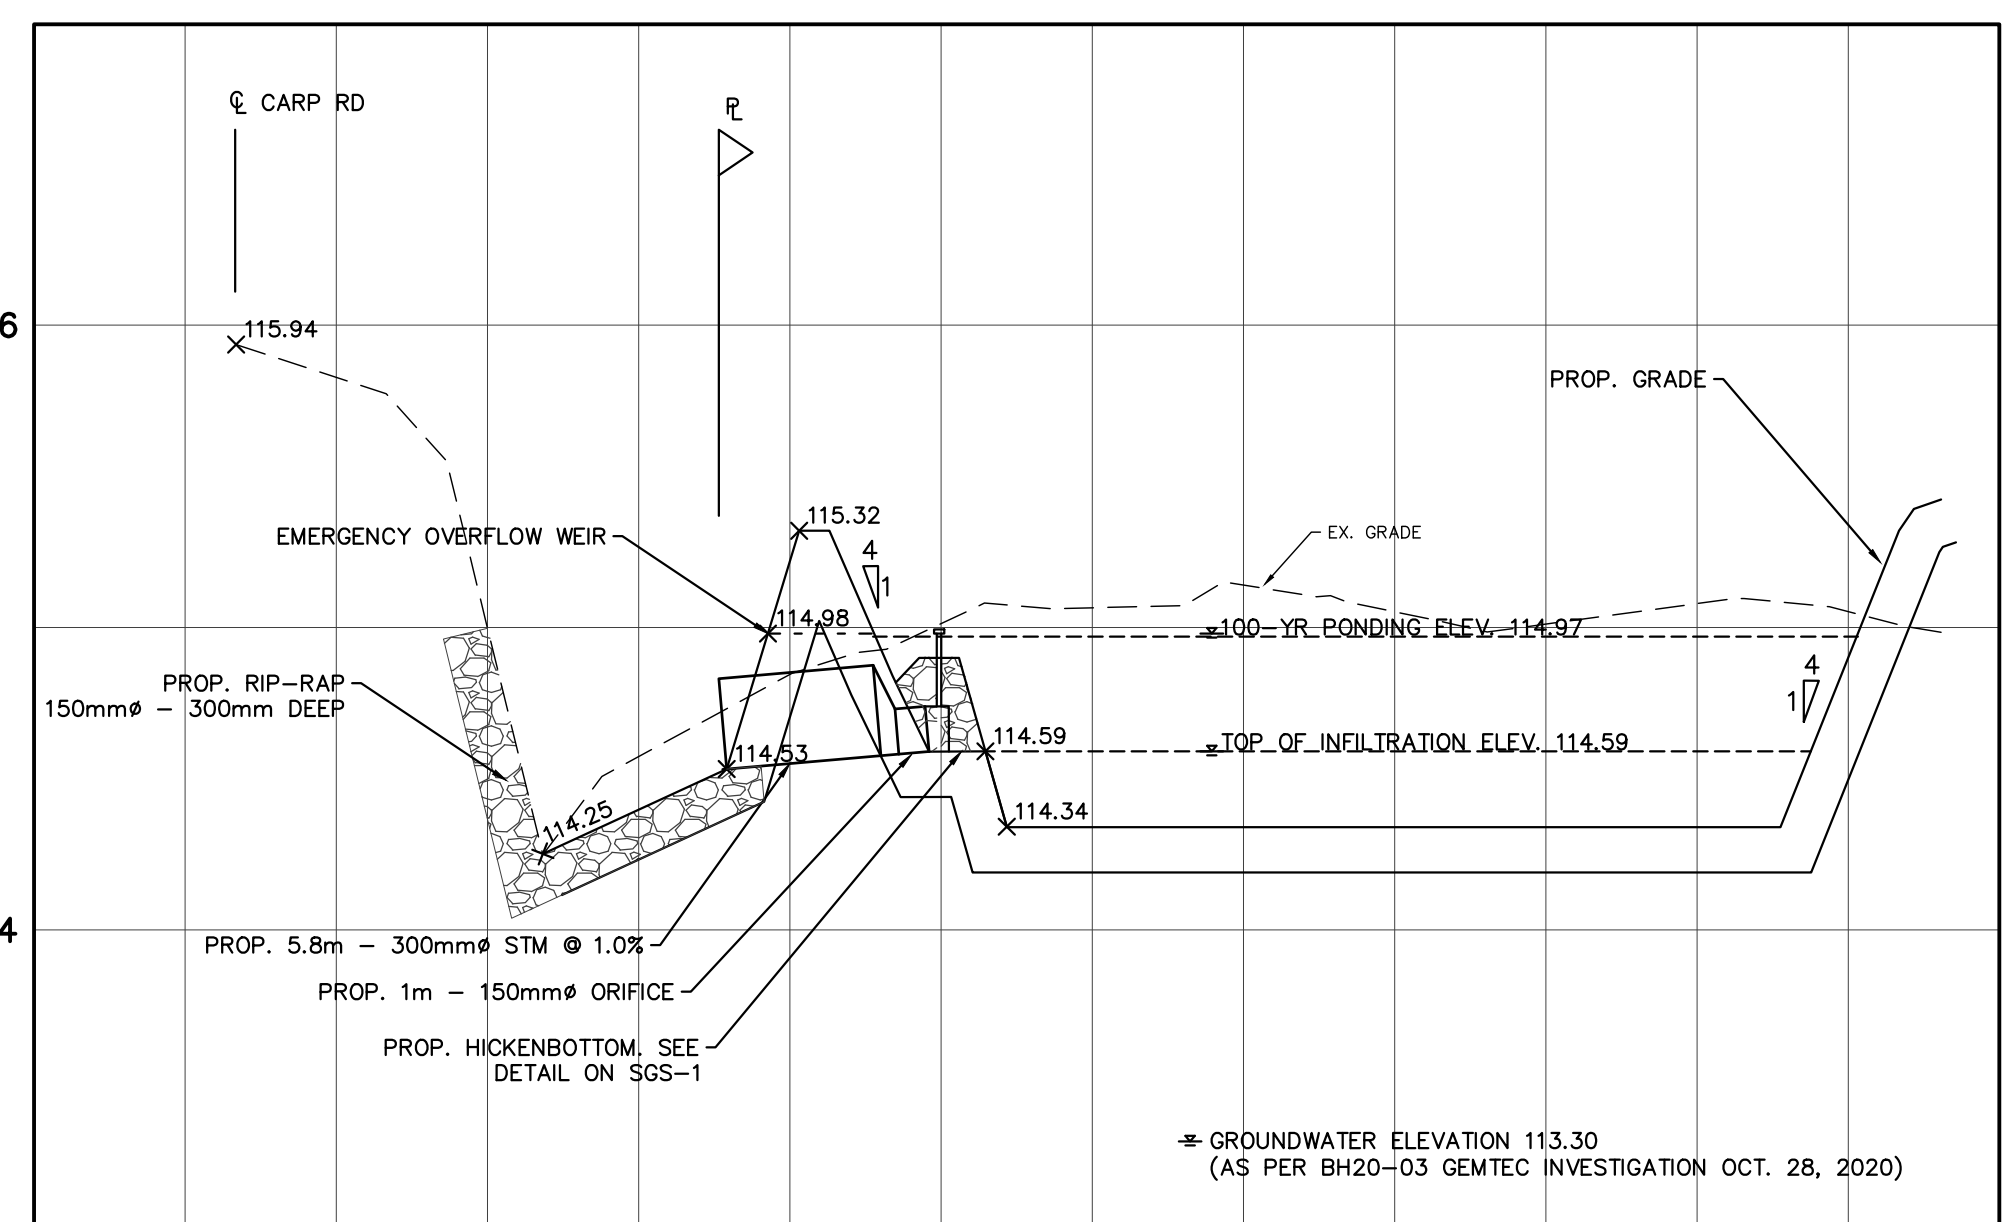 ℄ CARP RD
℗L
6
115.94
PROP. GRADE
115.32
EMERGENCY OVERFLOW WEIR
EX. GRADE
4
1
114.98
100-YR PONDING ELEV. 114.97
PROP. RIP-RAP
150mmø - 300mm DEEP
4
1
114.59
TOP OF INFILTRATION ELEV. 114.59
114.53
114.25
114.34
4
PROP. 5.8m - 300mmø STM @ 1.0%
PROP. 1m - 150mmø ORIFICE
PROP. HICKENBOTTOM. SEE
DETAIL ON SGS-1
GROUNDWATER ELEVATION 113.30
(AS PER BH20-03 GEMTEC INVESTIGATION OCT. 28, 2020)